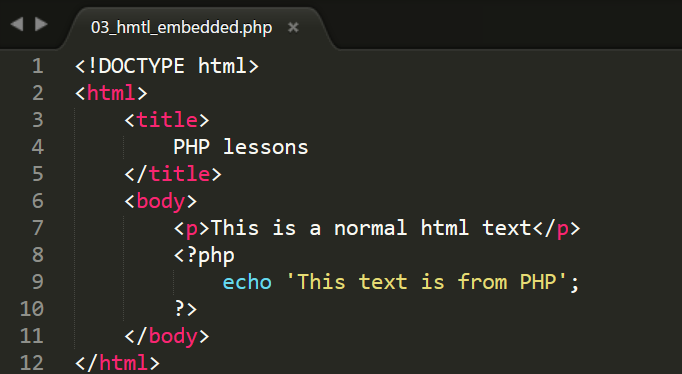 03_hmtl_embedded.php ×
1 <!DOCTYPE html>
2 <html>
3     <title>
4         PHP lessons
5     </title>
6     <body>
7         <p>This is a normal html text</p>
8         <?php
9             echo 'This text is from PHP';
10         ?>
11     </body>
12 </html>